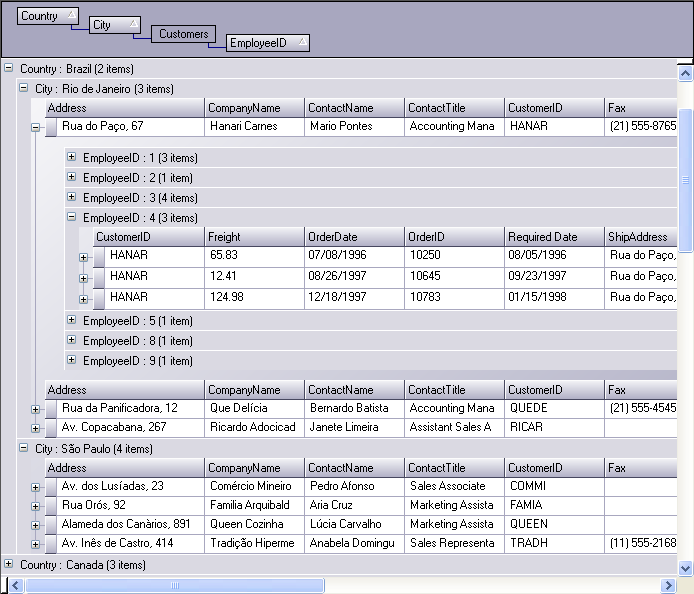 Country
City
Customers
EmployeeID
Country : Brazil (2 items)
City : Rio de Janeiro (3 items)
Address CompanyName ContactName ContactTitle CustomerID Fax
Rua do Paço, 67 Hanari Carnes Mario Pontes Accounting Mana HANAR (21) 555-8765
EmployeeID : 1 (3 items)
EmployeeID : 2 (1 item)
EmployeeID : 3 (4 items)
EmployeeID : 4 (3 items)
CustomerID Freight OrderDate OrderID Required Date ShipAddress
HANAR 65.83 07/08/1996 10250 08/05/1996 Rua do Paço,
HANAR 12.41 08/26/1997 10645 09/23/1997 Rua do Paço,
HANAR 124.98 12/18/1997 10783 01/15/1998 Rua do Paço,
EmployeeID : 5 (1 item)
EmployeeID : 8 (1 item)
EmployeeID : 9 (1 item)
Address CompanyName ContactName ContactTitle CustomerID Fax
Rua da Panificadora, 12 Que Delícia Bernardo Batista Accounting Mana QUEDE (21) 555-4545
Av. Copacabana, 267 Ricardo Adocicad Janete Limeira Assistant Sales A RICAR
City : São Paulo (4 items)
Address CompanyName ContactName ContactTitle CustomerID Fax
Av. dos Lusíadas, 23 Comércio Mineiro Pedro Afonso Sales Associate COMMI
Rua Orós, 92 Familia Arquibald Aria Cruz Marketing Assista FAMIA
Alameda dos Canàrios, 891 Queen Cozinha Lúcia Carvalho Marketing Assista QUEEN
Av. Inês de Castro, 414 Tradição Hiperme Anabela Domingu Sales Representa TRADH (11) 555-2168
Country : Canada (3 items)